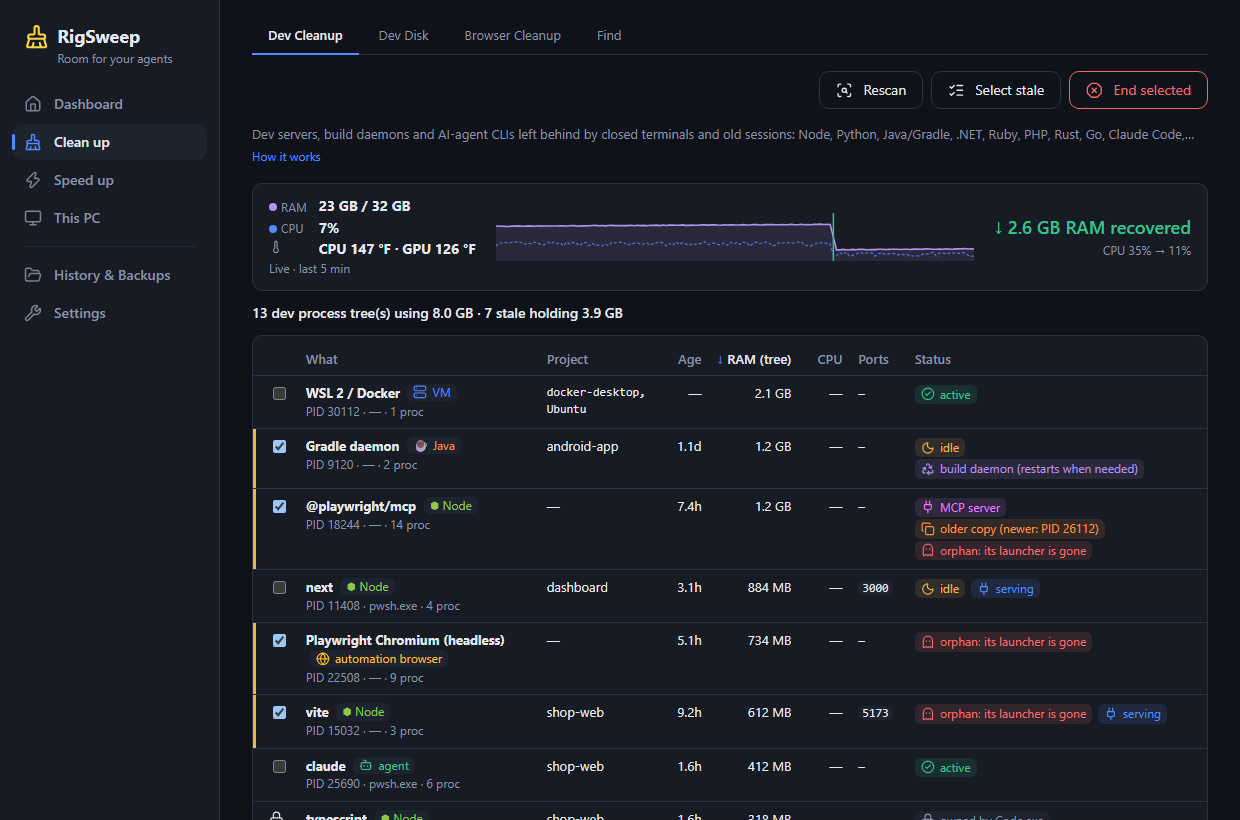 RigSweep
Room for your agents
Dashboard
Clean up
Speed up
This PC
History & Backups
Settings
Dev Cleanup Dev Disk Browser Cleanup Find
Rescan Select stale End selected
Dev servers, build daemons and AI-agent CLIs left behind by closed terminals and old sessions: Node, Python, Java/Gradle, .NET, Ruby, PHP, Rust, Go, Claude Code,...
How it works
RAM 23 GB / 32 GB
CPU 7%
CPU 147 °F · GPU 126 °F
Live · last 5 min
↓ 2.6 GB RAM recovered
CPU 35% → 11%
13 dev process tree(s) using 8.0 GB · 7 stale holding 3.9 GB
What Project Age ↓ RAM (tree) CPU Ports Status
WSL 2 / Docker VM docker-desktop, — 2.1 GB — – active
PID 30112 · — · 1 proc Ubuntu
Gradle daemon Java android-app 1.1d 1.2 GB — – idle
PID 9120 · — · 2 proc build daemon (restarts when needed)
@playwright/mcp Node — 7.4h 1.2 GB — – MCP server
PID 18244 · — · 14 proc older copy (newer: PID 26112)
orphan: its launcher is gone
next Node dashboard 3.1h 884 MB — 3000 idle serving
PID 11408 · pwsh.exe · 4 proc
Playwright Chromium (headless) — 5.1h 734 MB — – orphan: its launcher is gone
automation browser
PID 22508 · — · 9 proc
vite Node shop-web 9.2h 612 MB — 5173 orphan: its launcher is gone serving
PID 15032 · — · 3 proc
claude agent shop-web 1.6h 412 MB — – active
PID 25690 · pwsh.exe · 6 proc
typescript Node shop-web 1.6h 318 MB — – owned by Code.exe